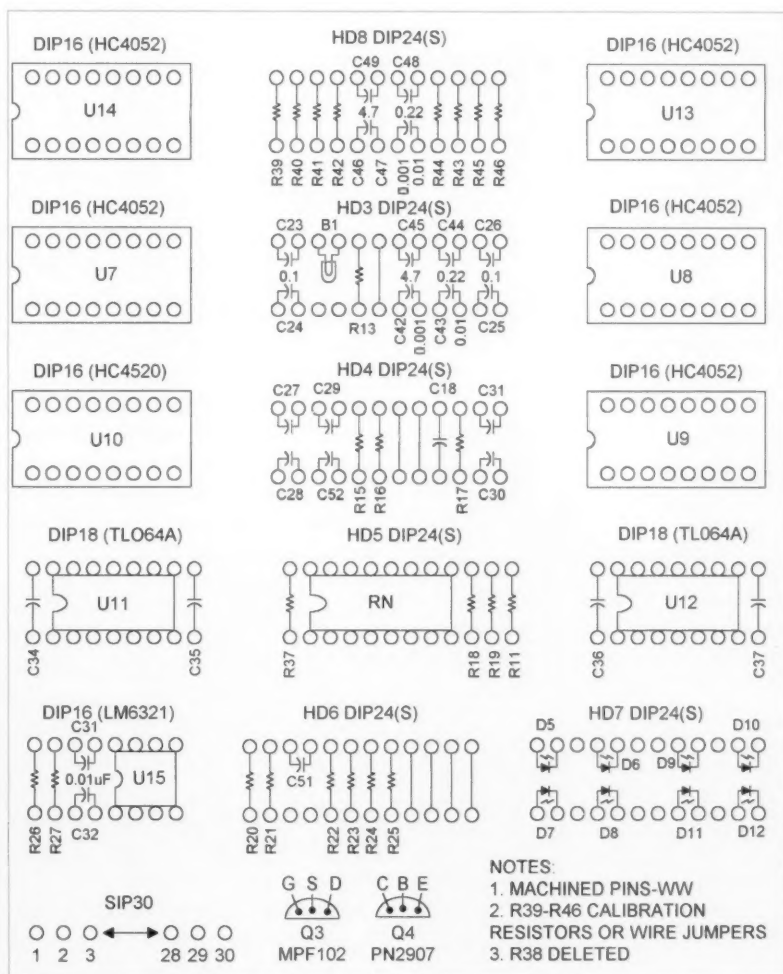 DIP16 (HC4052)
HD8 DIP24(S)
DIP16 (HC4052)
C49 C48
U14
4.7 0.22
U13
R39 R40 R41 R42 C46 C47 0.001 0.01 R44 R43 R45 R46
DIP16 (HC4052)
HD3 DIP24(S)
DIP16 (HC4052)
C23 B1 C45 C44 C26
U7
0.1 4.7 0.22 0.1
U8
C24 R13 C42 0.001 C43 0.01 C25
DIP16 (HC4520)
HD4 DIP24(S)
DIP16 (HC4052)
C27 C29 C18 C31
U10
U9
C28 C52 R15 R16 R17 C30
DIP18 (TLO64A)
HD5 DIP24(S)
DIP18 (TL064A)
U11
RN
U12
C34 C35 R37 R18 R19 R11 C36 C37
DIP16 (LM6321)
HD6 DIP24(S)
HD7 DIP24(S)
C31
D5 D10
0.01uF U15
C51
D6 D9
R26 R27 C32 R20 R21 R22 R23 R24 R25 D7 D8 D11 D12
SIP30
1 2 3 28 29 30
G S D
Q3
MPF102
C B E
Q4
PN2907
NOTES:
1. MACHINED PINS-WW
2. R39-R46 CALIBRATION
RESISTORS OR WIRE JUMPERS
3. R38 DELETED